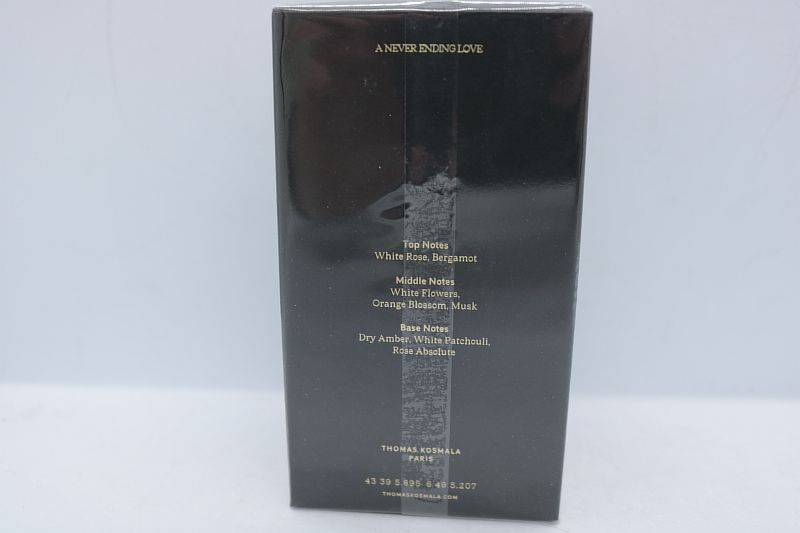 A NEVER ENDING LOVE
Top Notes
White Rose, Bergamot
Middle Notes
White Flowers,
Orange Blossom, Musk
Base Notes
Dry Amber, White Patchouli,
Rose Absolute
THOMAS KOSMALA
PARIS
43 39 5.895 6 49 5.207
THOMASKOSMALA.COM